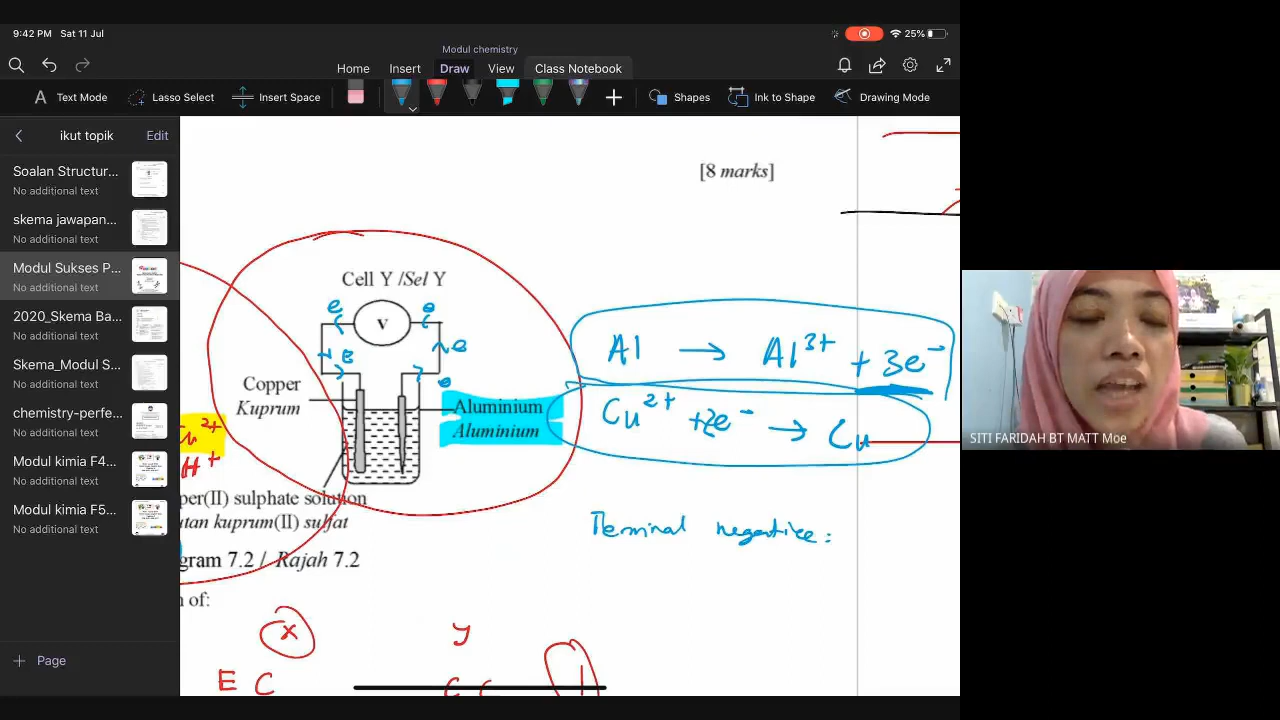 9:42 PM Sat 11 Jul
25%
Modul chemistry
Home Insert Draw View Class Notebook
Text Mode Lasso Select Insert Space Shapes Ink to Shape Drawing Mode
ikut topik Edit
Soalan Structur...
No additional text
skema jawapan...
No additional text
Modul Sukses P...
No additional text
2020_Skema Ba...
No additional text
Skema_Modul S...
No additional text
chemistry-perfe...
No additional text
Modul kimia F4...
No additional text
Modul kimia F5...
No additional text
Page
[8 marks]
Cell Y /Sel Y
V
e
e
e
e
e
Copper
Kuprum
Aluminium
Aluminium
Al → Al³⁺ + 3e⁻
Cu²⁺ + 2e⁻ → Cu
Cu²⁺
H⁺
per(II) sulphate solution
utan kuprum(II) sulfat
Terminal negative:
gram 7.2 / Rajah 7.2
n of:
X
y
E C
SITI FARIDAH BT MATT Moe